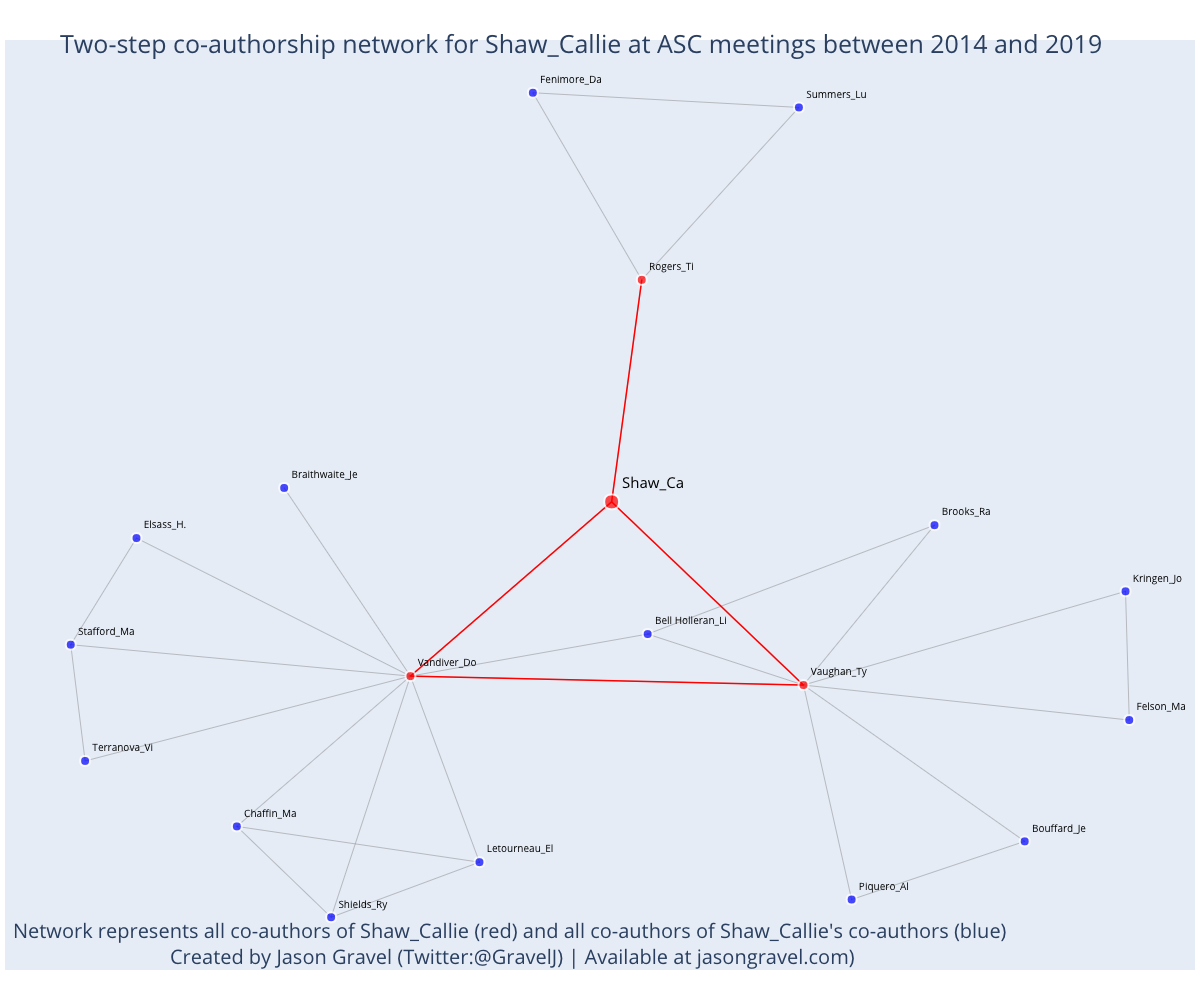 Two-step co-authorship network for Shaw_Callie at ASC meetings between 2014 and 2019
Fenimore_Da
Summers_Lu
Rogers_Ti
Braithwaite_Je
Shaw_Ca
Elsass_H.
Brooks_Ra
Kringen_Jo
Stafford_Ma
Bell Holleran_Li
Vandiver_Do
Vaughan_Ty
Felson_Ma
Terranova_Vi
Chaffin_Ma
Letourneau_El
Bouffard_Je
Piquero_Al
Shields_Ry
Network represents all co-authors of Shaw_Callie (red) and all co-authors of Shaw_Callie's co-authors (blue)
Created by Jason Gravel (Twitter:@GravelJ) | Available at jasongravel.com)